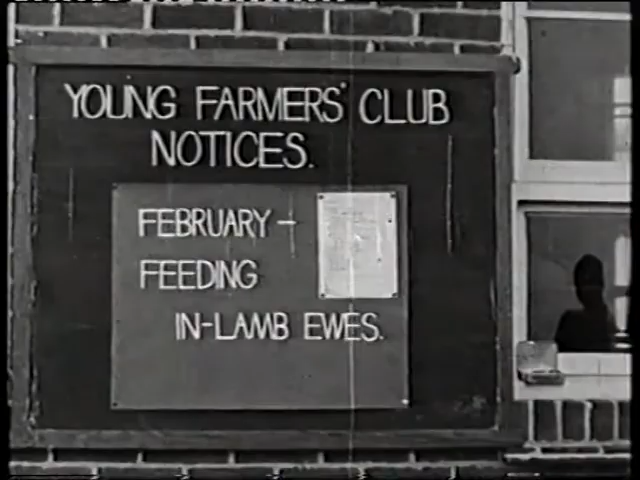 YOUNG FARMERS' CLUB
NOTICES.
FEBRUARY –
FEEDING
IN-LAMB EWES.